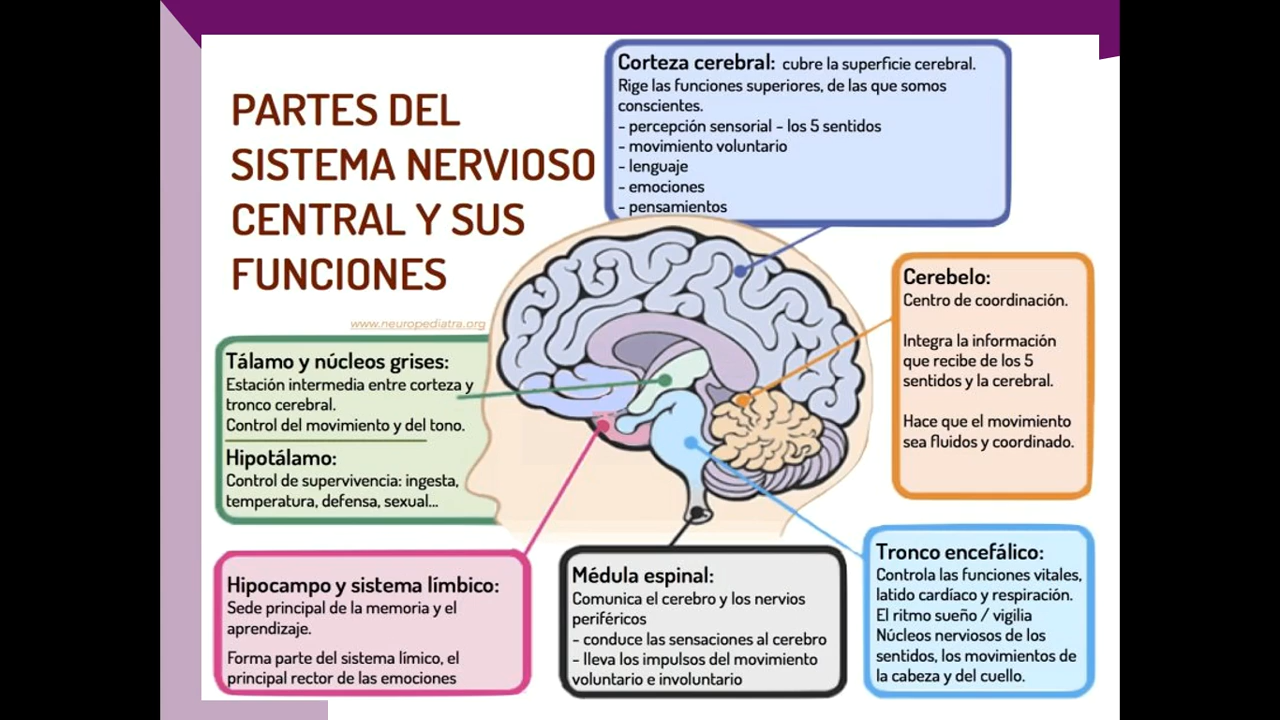 PARTES DEL
SISTEMA NERVIOSO
CENTRAL Y SUS
FUNCIONES
www.neuropediatra.org
Corteza cerebral: cubre la superficie cerebral.
Rige las funciones superiores, de las que somos
conscientes.
- percepción sensorial - los 5 sentidos
- movimiento voluntario
- lenguaje
- emociones
- pensamientos
Cerebelo:
Centro de coordinación.
Integra la información
que recibe de los 5
sentidos y la cerebral.
Hace que el movimiento
sea fluidos y coordinado.
Tálamo y núcleos grises:
Estación intermedia entre corteza y
tronco cerebral.
Control del movimiento y del tono.
Hipotálamo:
Control de supervivencia: ingesta,
temperatura, defensa, sexual...
Hipocampo y sistema límbico:
Sede principal de la memoria y el
aprendizaje.
Forma parte del sistema límico, el
principal rector de las emociones
Médula espinal:
Comunica el cerebro y los nervios
periféricos
- conduce las sensaciones al cerebro
- lleva los impulsos del movimiento
voluntario e involuntario
Tronco encefálico:
Controla las funciones vitales,
latido cardíaco y respiración.
El ritmo sueño / vigilia
Núcleos nerviosos de los
sentidos, los movimientos de
la cabeza y del cuello.